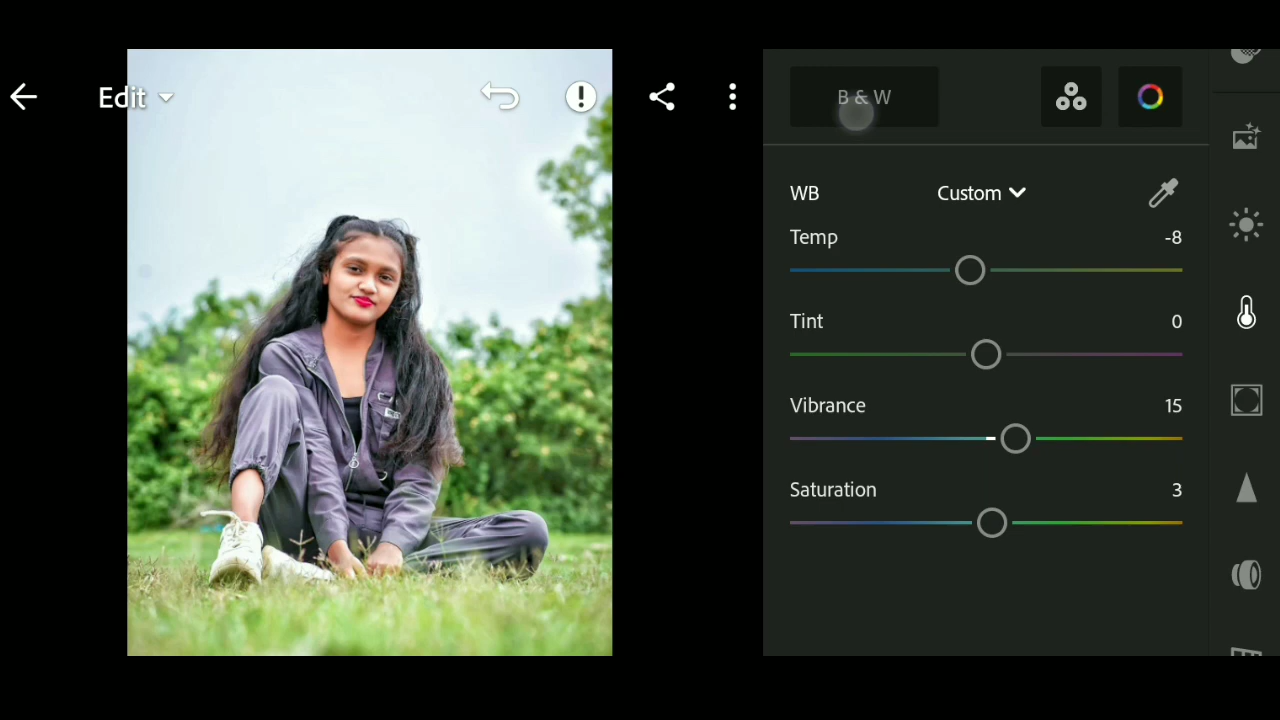 Edit
B & W
WB Custom
Temp -8
Tint 0
Vibrance 15
Saturation 3